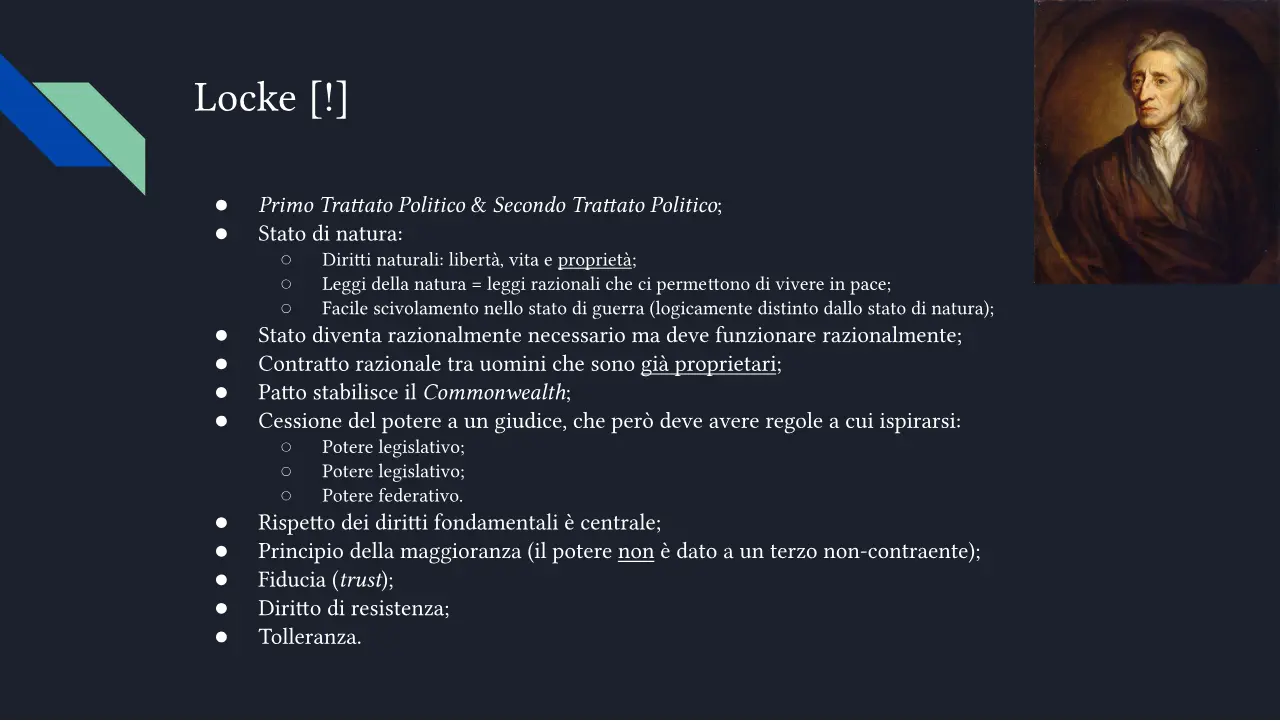 Locke [!]
● Primo Trattato Politico & Secondo Trattato Politico;
● Stato di natura:
○ Diritti naturali: libertà, vita e proprietà;
○ Leggi della natura = leggi razionali che ci permettono di vivere in pace;
○ Facile scivolamento nello stato di guerra (logicamente distinto dallo stato di natura);
● Stato diventa razionalmente necessario ma deve funzionare razionalmente;
● Contratto razionale tra uomini che sono già proprietari;
● Patto stabilisce il Commonwealth;
● Cessione del potere a un giudice, che però deve avere regole a cui ispirarsi:
○ Potere legislativo;
○ Potere legislativo;
○ Potere federativo.
● Rispetto dei diritti fondamentali è centrale;
● Principio della maggioranza (il potere non è dato a un terzo non-contraente);
● Fiducia (trust);
● Diritto di resistenza;
● Tolleranza.